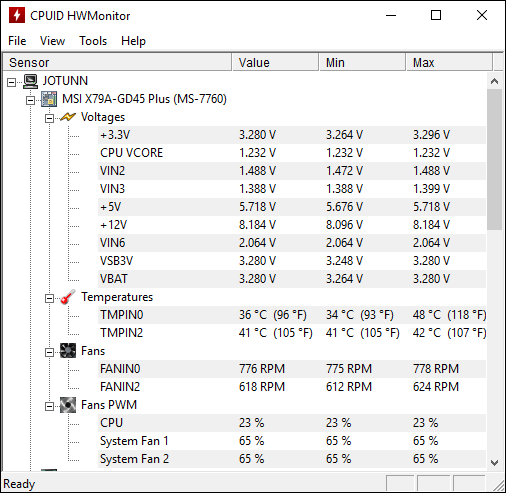 CPUID HWMonitor
File View Tools Help
Sensor Value Min Max
JOTUNN
MSI X79A-GD45 Plus (MS-7760)
Voltages
+3.3V 3.280 V 3.264 V 3.296 V
CPU VCORE 1.232 V 1.232 V 1.232 V
VIN2 1.488 V 1.472 V 1.488 V
VIN3 1.388 V 1.388 V 1.399 V
+5V 5.718 V 5.676 V 5.718 V
+12V 8.184 V 8.096 V 8.184 V
VIN6 2.064 V 2.064 V 2.064 V
VSB3V 3.280 V 3.248 V 3.280 V
VBAT 3.280 V 3.264 V 3.280 V
Temperatures
TMPIN0 36 °C (96 °F) 34 °C (93 °F) 48 °C (118 °F)
TMPIN2 41 °C (105 °F) 41 °C (105 °F) 42 °C (107 °F)
Fans
FANIN0 776 RPM 775 RPM 778 RPM
FANIN2 618 RPM 612 RPM 624 RPM
Fans PWM
CPU 23 % 23 % 23 %
System Fan 1 65 % 65 % 65 %
System Fan 2 65 % 65 % 65 %
Ready